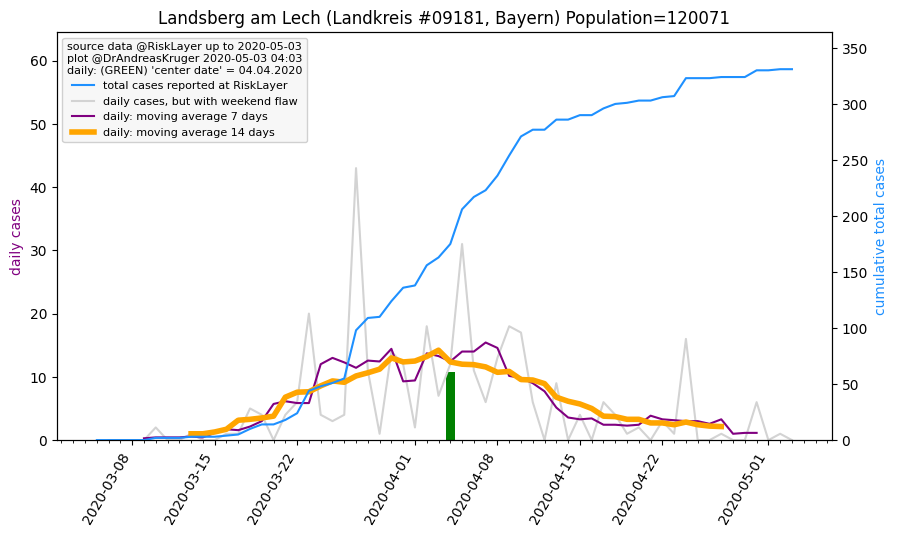 Landsberg am Lech (Landkreis #09181, Bayern) Population=120071
source data @RiskLayer up to 2020-05-03
plot @DrAndreasKruger 2020-05-03 04:03
daily: (GREEN) 'center date' = 04.04.2020
total cases reported at RiskLayer
daily cases, but with weekend flaw
daily: moving average 7 days
daily: moving average 14 days
daily cases
60
50
40
30
20
10
0
cumulative total cases
350
300
250
200
150
100
50
0
2020-03-08
2020-03-15
2020-03-22
2020-04-01
2020-04-08
2020-04-15
2020-04-22
2020-05-01